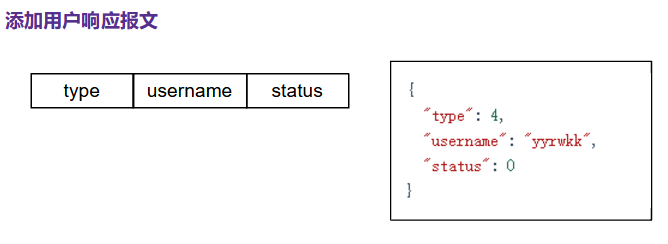 添加用户响应报文
type username status
{
"type": 4,
"username": "yyrwkk",
"status": 0
}